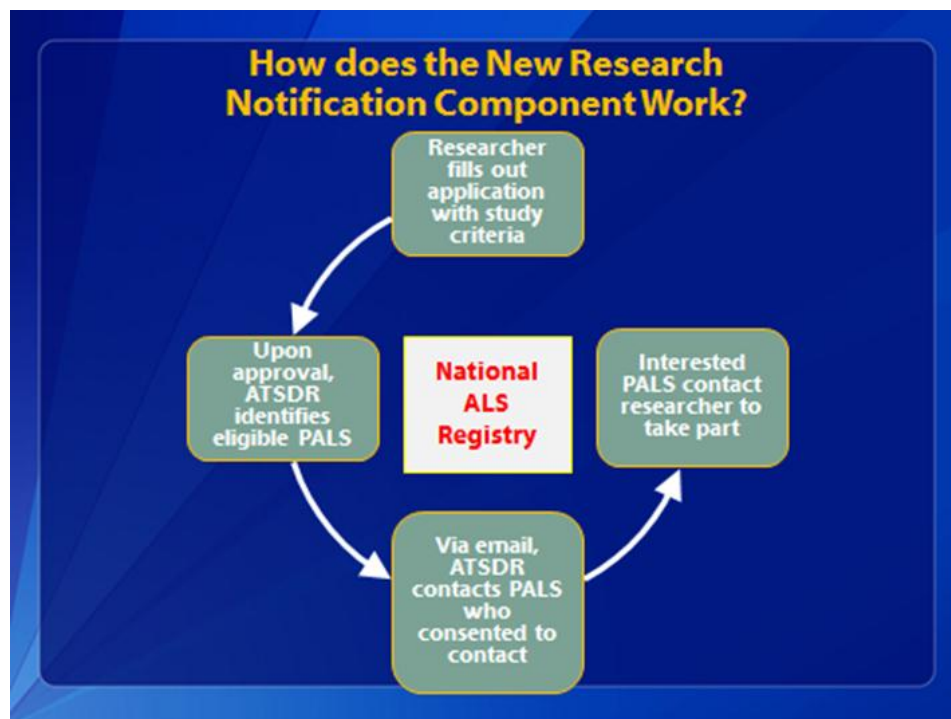 How does the New Research
Notification Component Work?
Researcher
fills out
application
with study
criteria
Upon
approval,
ATSDR
identifies
eligible PALS
National
ALS
Registry
Interested
PALS contact
researcher to
take part
Via email,
ATSDR
contacts PALS
who
consented to
contact